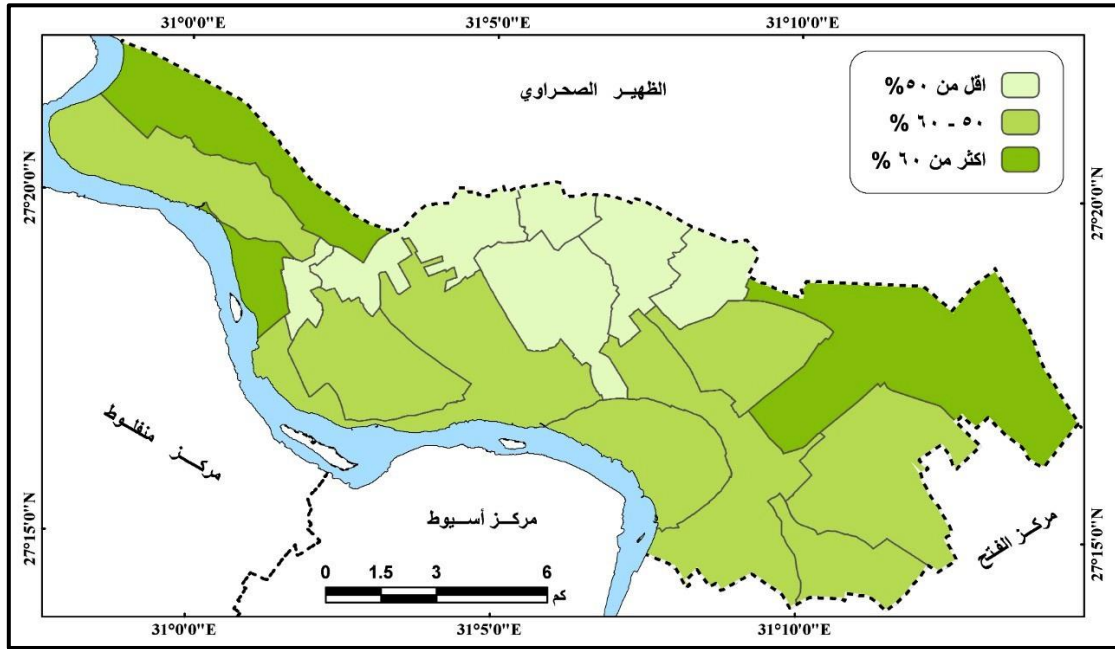 31°0'0"E 31°5'0"E 31°10'0"E
الظهير الصحراوي
اقل من ٥٠%
٥٠ - ٦٠ %
اكثر من ٦٠ %
27°20'0"N 27°20'0"N
مركز منفلوط
مركز أسيوط
مركز الفتح
27°15'0"N 27°15'0"N
0 1.5 3 6
كم
31°0'0"E 31°5'0"E 31°10'0"E